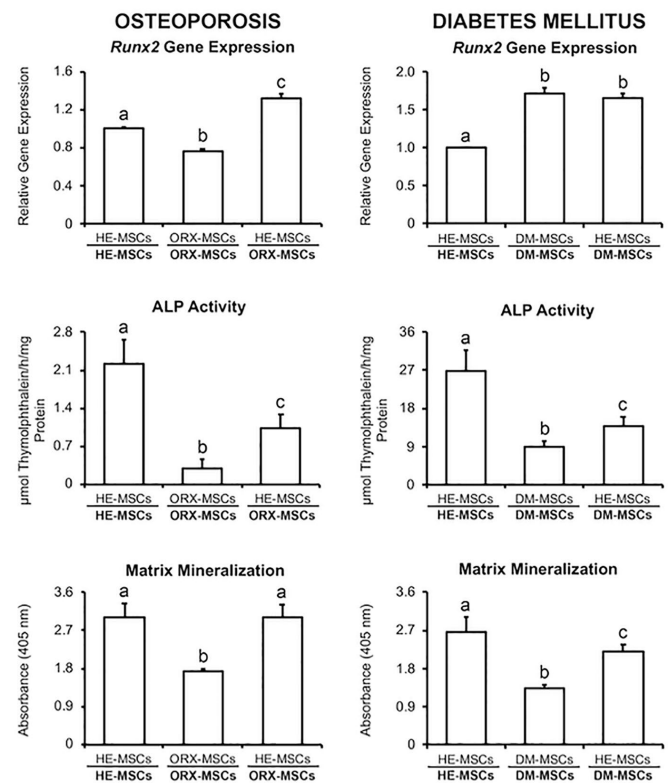 OSTEOPOROSIS
Runx2 Gene Expression
Relative Gene Expression
1.6
1.2
0.8
0.4
0
a
b
c
HE-MSCs ORX-MSCs HE-MSCs
HE-MSCs ORX-MSCs ORX-MSCs
DIABETES MELLITUS
Runx2 Gene Expression
Relative Gene Expression
2.0
1.5
1.0
0.5
0
a
b
b
HE-MSCs DM-MSCs HE-MSCs
HE-MSCs DM-MSCs DM-MSCs
ALP Activity
µmol Thymolphthalein/h/mg
Protein
2.8
2.1
1.4
0.7
0
a
b
c
HE-MSCs ORX-MSCs HE-MSCs
HE-MSCs ORX-MSCs ORX-MSCs
ALP Activity
µmol Thymolphthalein/h/mg
Protein
36
27
18
9
0
a
b
c
HE-MSCs DM-MSCs HE-MSCs
HE-MSCs DM-MSCs DM-MSCs
Matrix Mineralization
Absorbance (405 nm)
3.6
2.7
1.8
0.9
0
a
b
a
HE-MSCs ORX-MSCs HE-MSCs
HE-MSCs ORX-MSCs ORX-MSCs
Matrix Mineralization
Absorbance (405 nm)
3.6
2.7
1.8
0.9
0
a
b
c
HE-MSCs DM-MSCs HE-MSCs
HE-MSCs DM-MSCs DM-MSCs